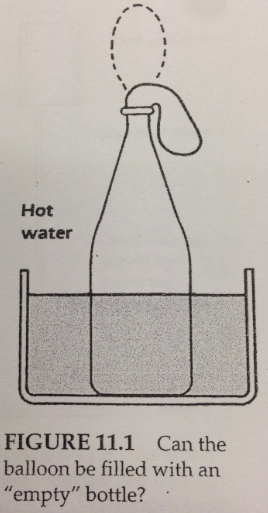 Hot
water
FIGURE 11.1 Can the
balloon be filled with an
“empty” bottle?